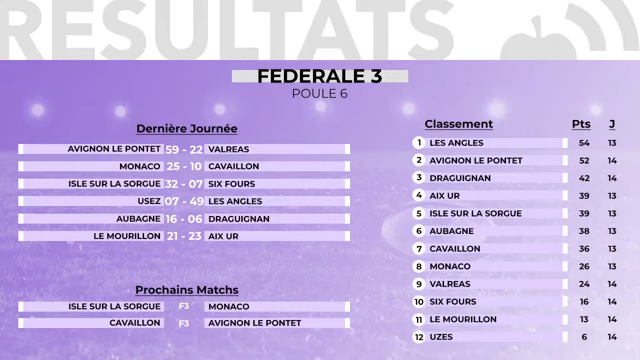 RESULTATS
FEDERALE 3
POULE 6
Dernière Journée
AVIGNON LE PONTET 59 - 22 VALREAS
MONACO 25 - 10 CAVAILLON
ISLE SUR LA SORGUE 32 - 07 SIX FOURS
USEZ 07 - 49 LES ANGLES
AUBAGNE 16 - 06 DRAGUIGNAN
LE MOURILLON 21 - 23 AIX UR
Prochains Matchs
ISLE SUR LA SORGUE F3 MONACO
CAVAILLON F3 AVIGNON LE PONTET
Classement Pts J
1 LES ANGLES 54 13
2 AVIGNON LE PONTET 52 14
3 DRAGUIGNAN 42 14
4 AIX UR 39 13
5 ISLE SUR LA SORGUE 39 13
6 AUBAGNE 38 13
7 CAVAILLON 36 13
8 MONACO 26 13
9 VALREAS 24 14
10 SIX FOURS 16 14
11 LE MOURILLON 13 14
12 UZES 6 14